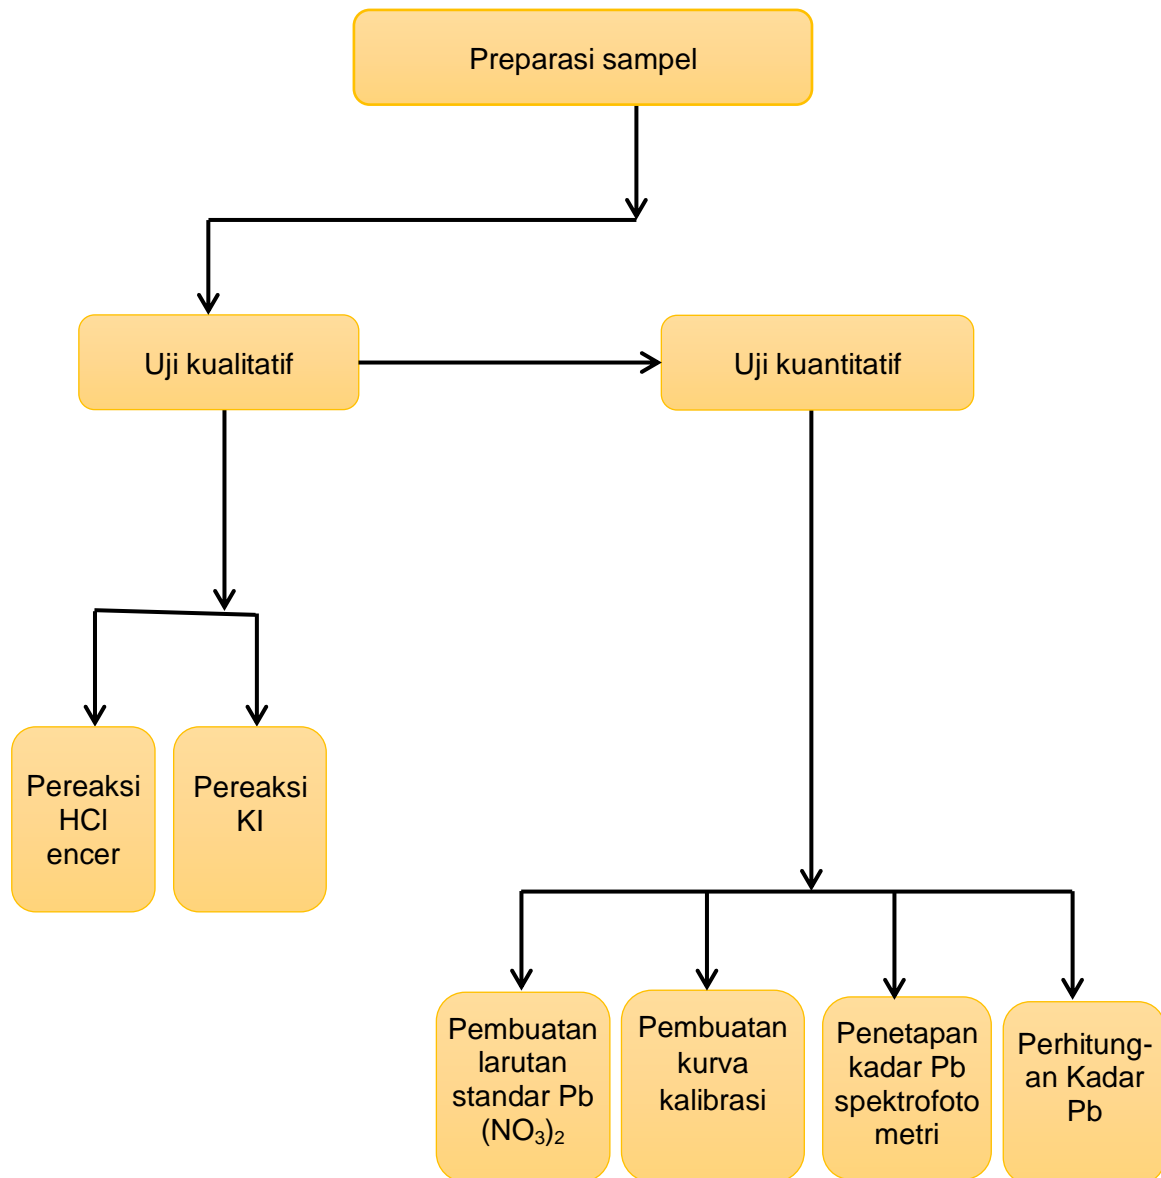 Preparasi sampel
Uji kualitatif
Uji kuantitatif
Pereaksi
HCl
encer
Pereaksi
KI
Pembuatan
larutan
standar Pb
(NO₃)₂
Pembuatan
kurva
kalibrasi
Penetapan
kadar Pb
spektrofoto
metri
Perhitung-
an Kadar
Pb